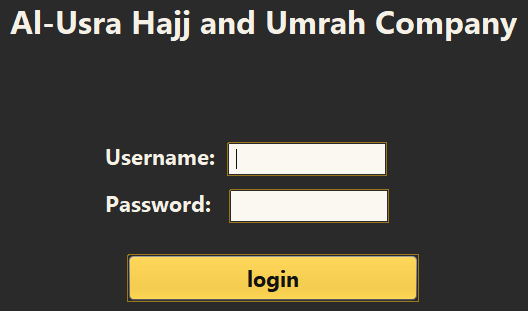 Al-Usra Hajj and Umrah Company
Username:
Password:
login